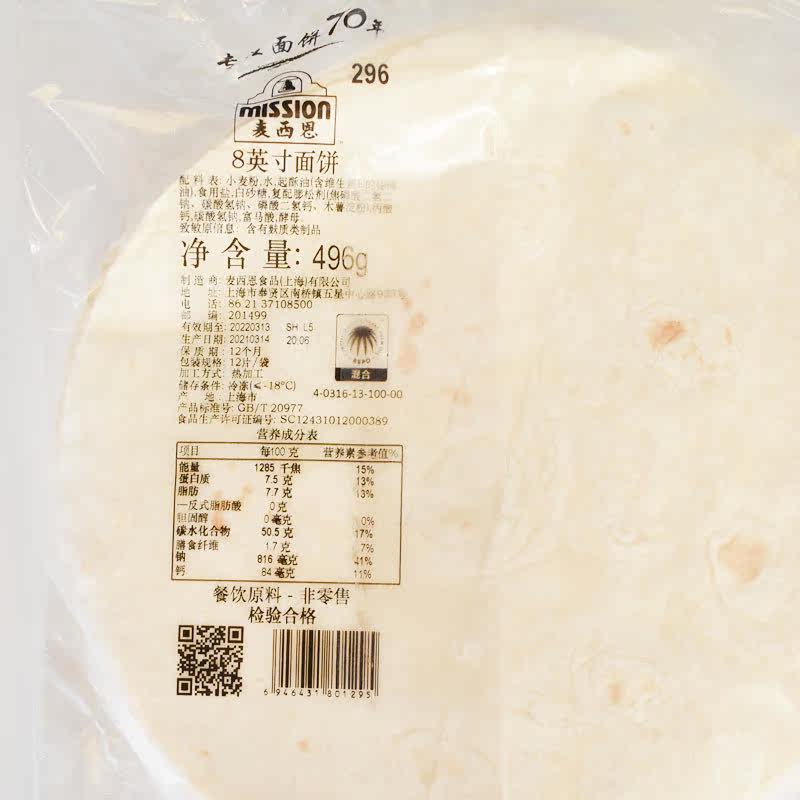 专工面饼70年
296
mission
麦西恩
8英寸面饼
配料表: 小麦粉,水,起酥油(含维生
油),食用盐,白砂糖,复配膨松剂(焦磷酸二氢
钠、碳酸氢钠、磷酸二氢钙、木薯淀粉),丙酸
钙,碳酸氢钠,富马酸,酵母.
致敏原信息: 含有麸质类制品
净含量: 496g
制造商: 麦西恩食品(上海)有限公司
地 址: 上海市奉贤区南桥镇五星中心路
电 话: 86 21 37108500
邮 编: 201499
有效期至: 20220313 SH L5
生产日期: 20210314 20:06
保质期: 12个月
包装规格: 12片/袋
加工方式: 热加工
储存条件: 冷冻(≤-18°C)
产 地: 上海市
产品标准号: GB/T 20977
食品生产许可证编号: SC12431012000389
RSPO
混合
4-0316-13-100-00
营养成分表
项目 每100克 营养素参考值%
能量 1285 千焦 15%
蛋白质 7.5 克 13%
脂肪 7.7 克 13%
—反式脂肪酸 0 克
胆固醇 0 毫克 0%
碳水化合物 50.5 克 17%
膳食纤维 1.7 克 7%
钠 816 毫克 41%
钙 84 毫克 11%
餐饮原料 - 非零售
检验合格
6 946431 801295